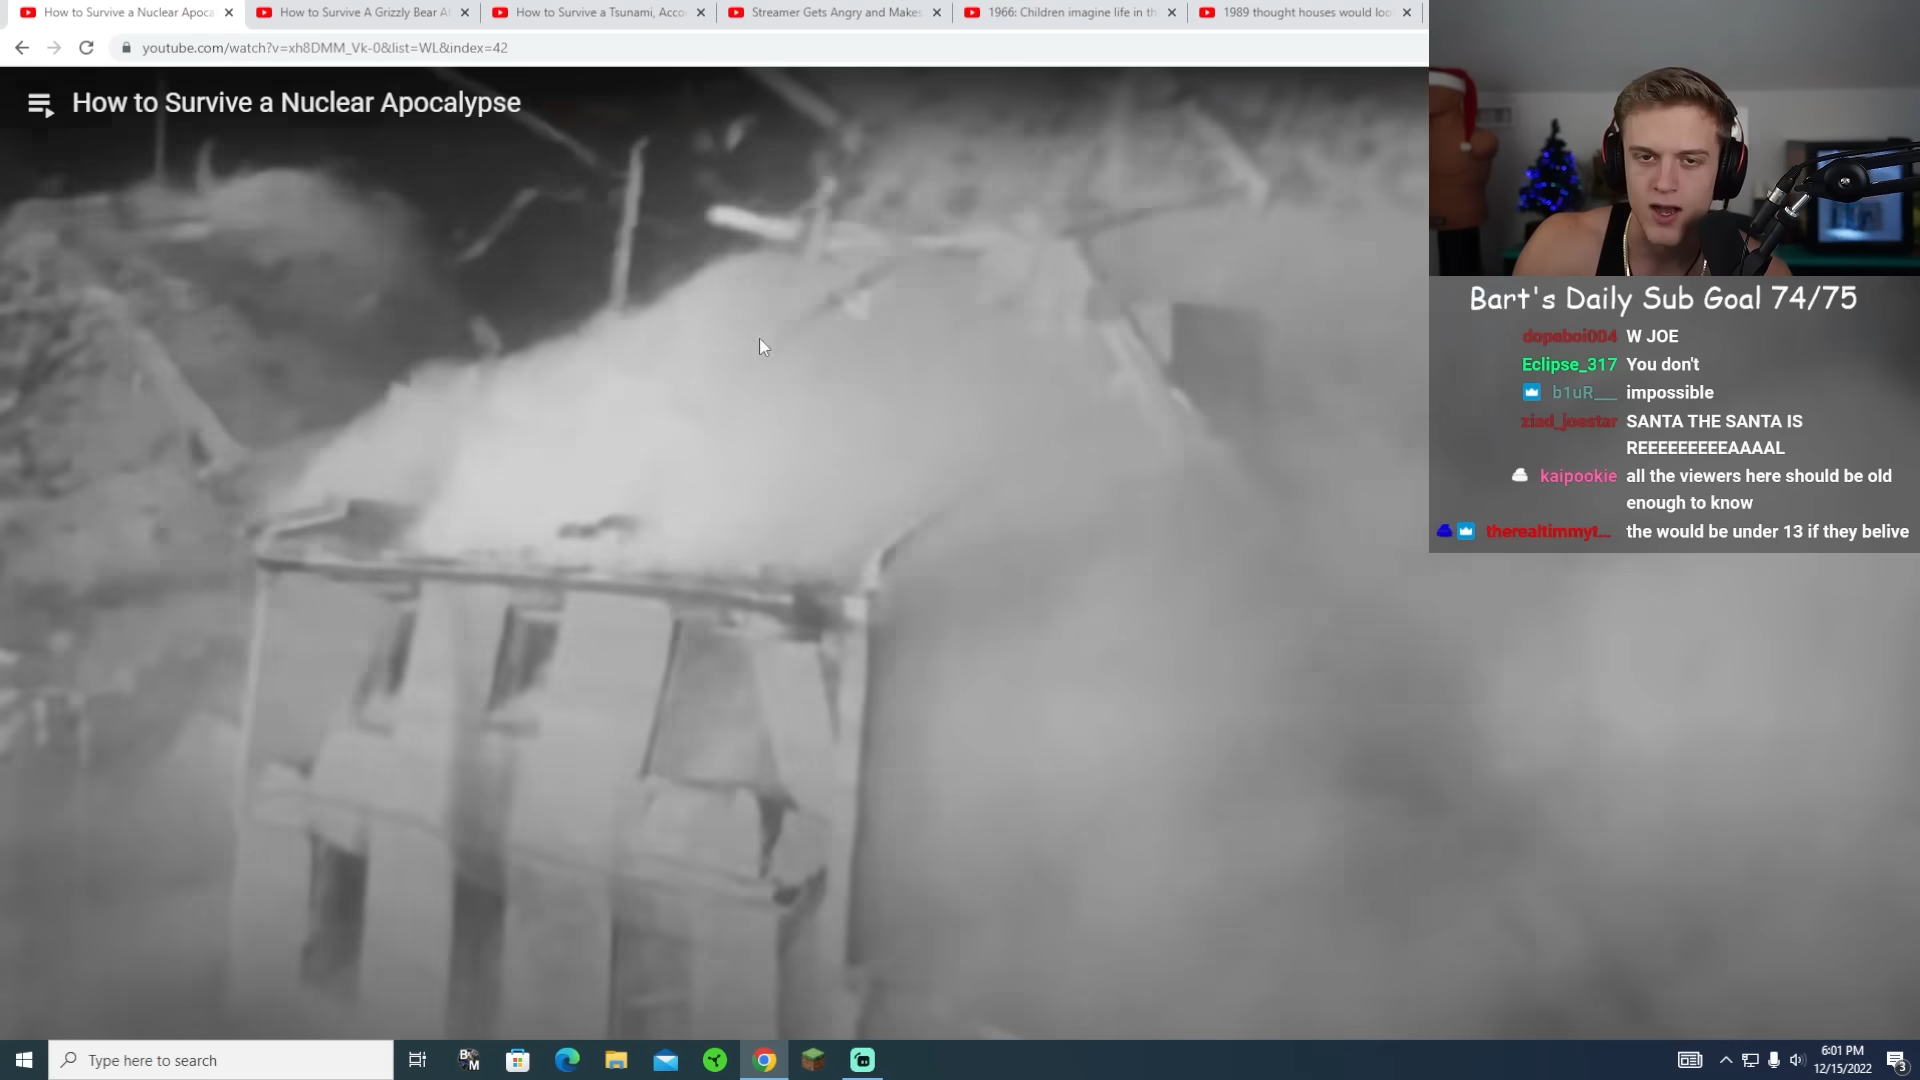 How to Survive a Nuclear Apoca
How to Survive A Grizzly Bear At
How to Survive a Tsunami, Acco
Streamer Gets Angry and Makes
1966: Children imagine life in th
1989 thought houses would loo
youtube.com/watch?v=xh8DMM_Vk-0&list=WL&index=42
How to Survive a Nuclear Apocalypse
Bart's Daily Sub Goal 74/75
dopeboi004 W JOE
Eclipse_317 You don't
b1uR___ impossible
ziad_joestar SANTA THE SANTA IS
REEEEEEEEEAAAAL
kaipookie all the viewers here should be old
enough to know
therealtimmyt... the would be under 13 if they belive
Type here to search
B M
6:01 PM
12/15/2022
3